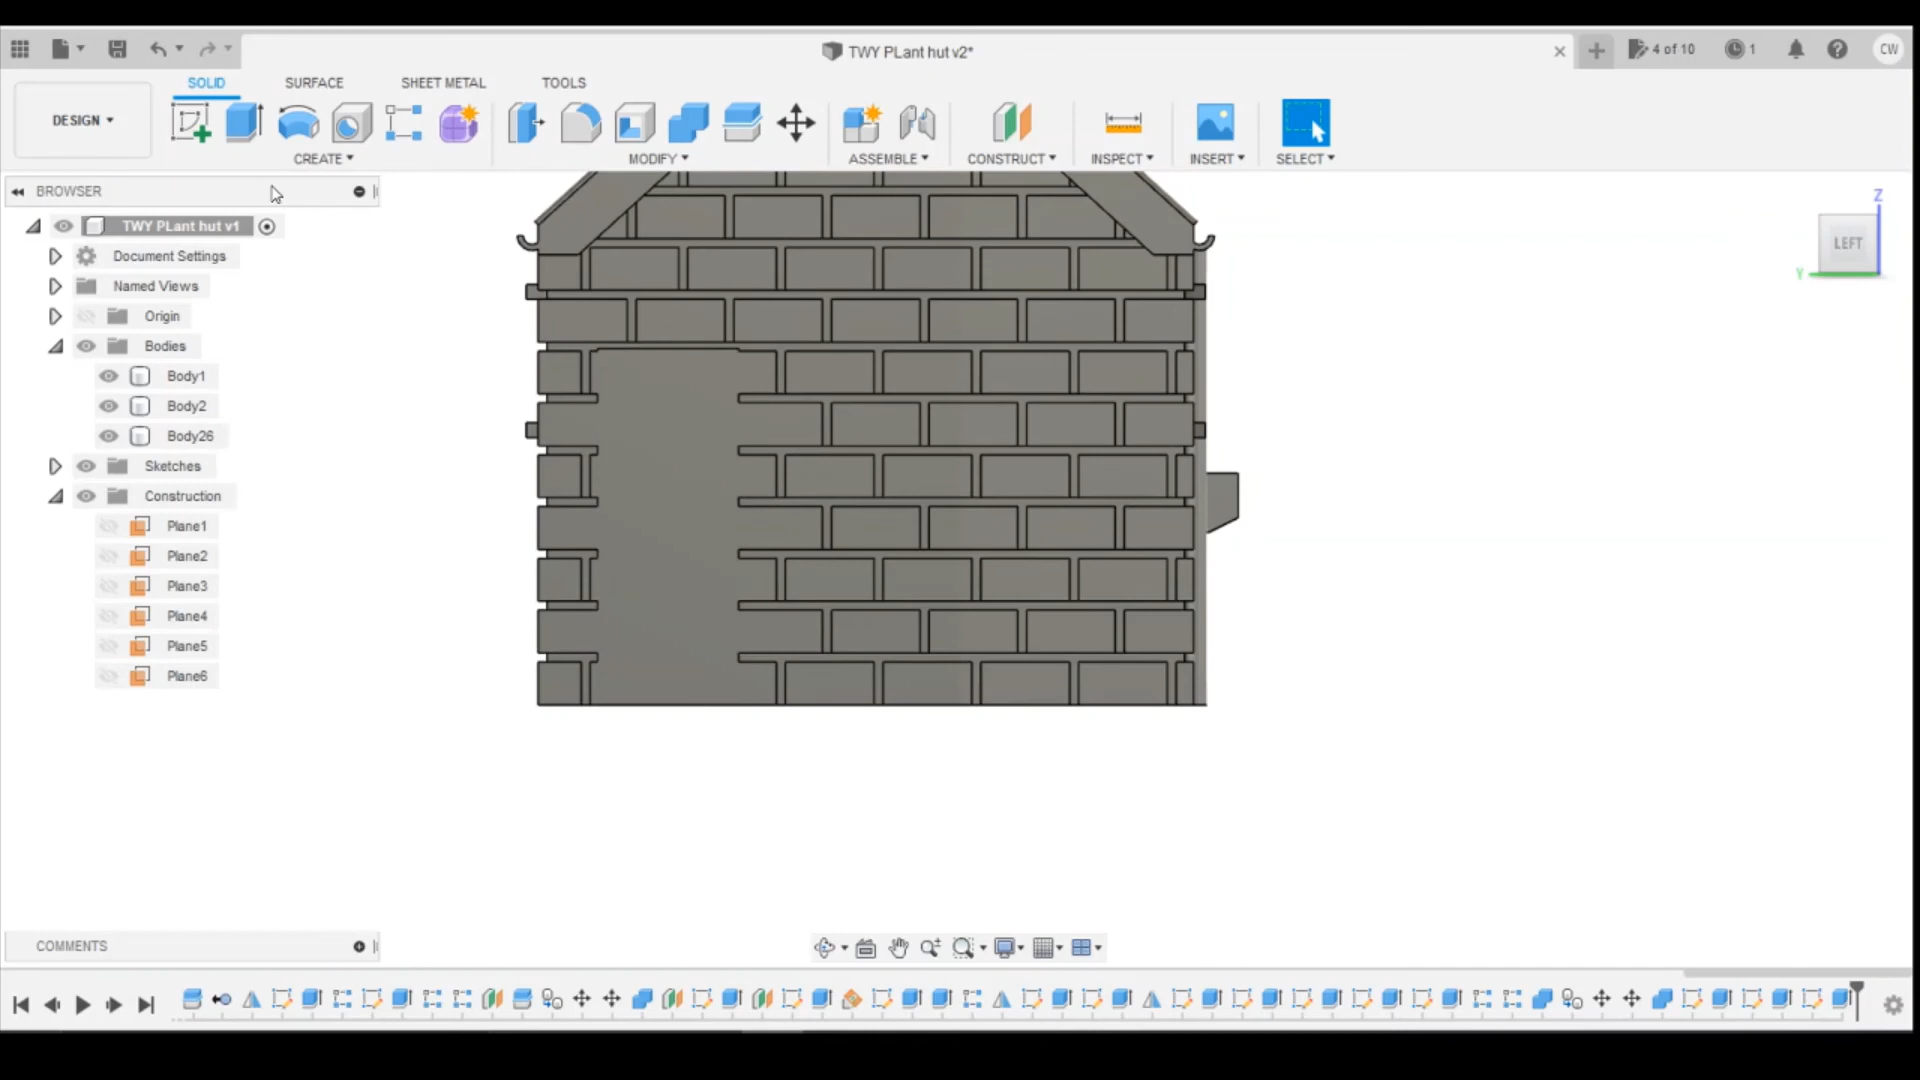 TWY PLant hut v2*
4 of 10
1
CW
DESIGN
SOLID
SURFACE
SHEET METAL
TOOLS
CREATE
MODIFY
ASSEMBLE
CONSTRUCT
INSPECT
INSERT
SELECT
BROWSER
TWY PLant hut v1
Document Settings
Named Views
Origin
Bodies
Body1
Body2
Body26
Sketches
Construction
Plane1
Plane2
Plane3
Plane4
Plane5
Plane6
Z
LEFT
Y
COMMENTS